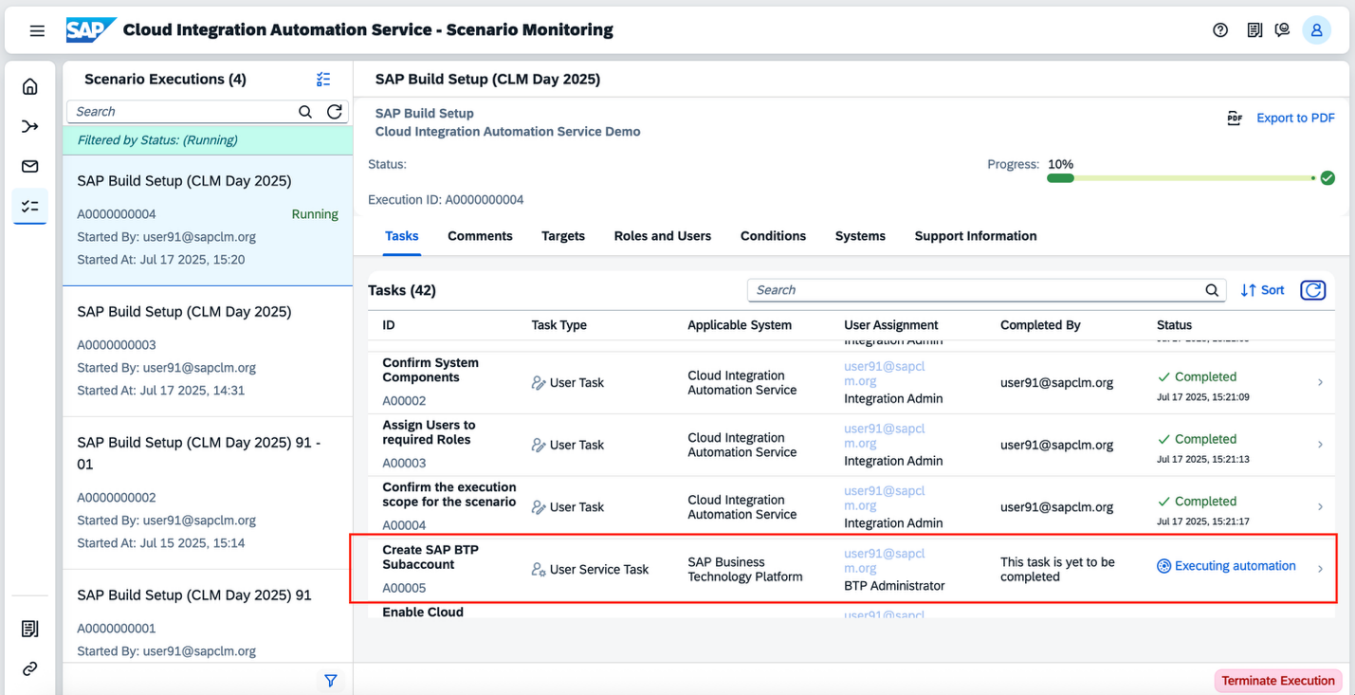 SAP Cloud Integration Automation Service - Scenario Monitoring
Scenario Executions (4)
Search
Filtered by Status: (Running)
SAP Build Setup (CLM Day 2025)
A0000000004 Running
Started By: user91@sapclm.org
Started At: Jul 17 2025, 15:20
SAP Build Setup (CLM Day 2025)
A0000000003
Started By: user91@sapclm.org
Started At: Jul 17 2025, 14:31
SAP Build Setup (CLM Day 2025) 91 -
01
A0000000002
Started By: user91@sapclm.org
Started At: Jul 15 2025, 15:14
SAP Build Setup (CLM Day 2025) 91
A0000000001
Started By: user91@sapclm.org
SAP Build Setup (CLM Day 2025)
SAP Build Setup
Cloud Integration Automation Service Demo
PDF Export to PDF
Status:
Progress: 10%
Execution ID: A0000000004
Tasks Comments Targets Roles and Users Conditions Systems Support Information
Tasks (42)
Search
Sort
ID Task Type Applicable System User Assignment Completed By Status
Integration Admin
Confirm System
Components
A00002
User Task
Cloud Integration
Automation Service
user91@sapcl
m.org
Integration Admin
user91@sapclm.org
Completed
Jul 17 2025, 15:21:09
Assign Users to
required Roles
A00003
User Task
Cloud Integration
Automation Service
user91@sapcl
m.org
Integration Admin
user91@sapclm.org
Completed
Jul 17 2025, 15:21:13
Confirm the execution
scope for the scenario
A00004
User Task
Cloud Integration
Automation Service
user91@sapcl
m.org
Integration Admin
user91@sapclm.org
Completed
Jul 17 2025, 15:21:17
Create SAP BTP
Subaccount
A00005
User Service Task
SAP Business
Technology Platform
user91@sapcl
m.org
BTP Administrator
This task is yet to be
completed
Executing automation
Enable Cloud
user91@sapcl
Terminate Execution